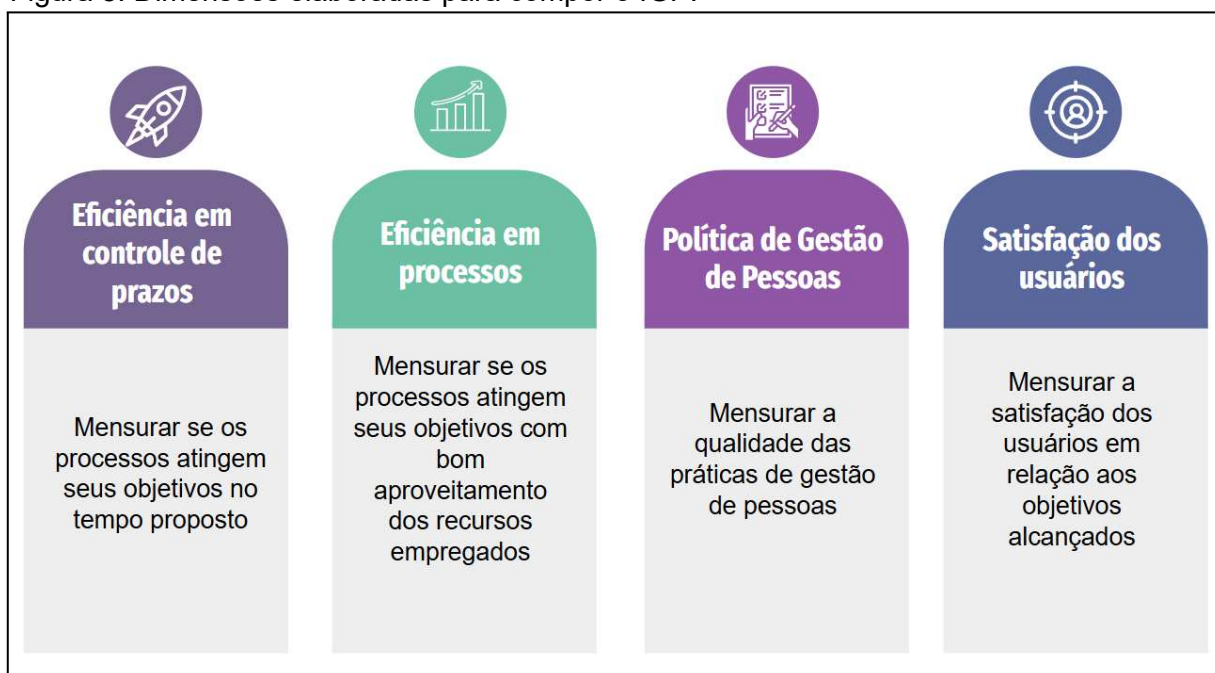 Eficiência em
controle de
prazos
Mensurar se os
processos atingem
seus objetivos no
tempo proposto
Eficiência em
processos
Mensurar se os
processos atingem
seus objetivos com
bom
aproveitamento
dos recursos
empregados
Política de Gestão
de Pessoas
Mensurar a
qualidade das
práticas de gestão
de pessoas
Satisfação dos
usuários
Mensurar a
satisfação dos
usuários em
relação aos
objetivos
alcançados